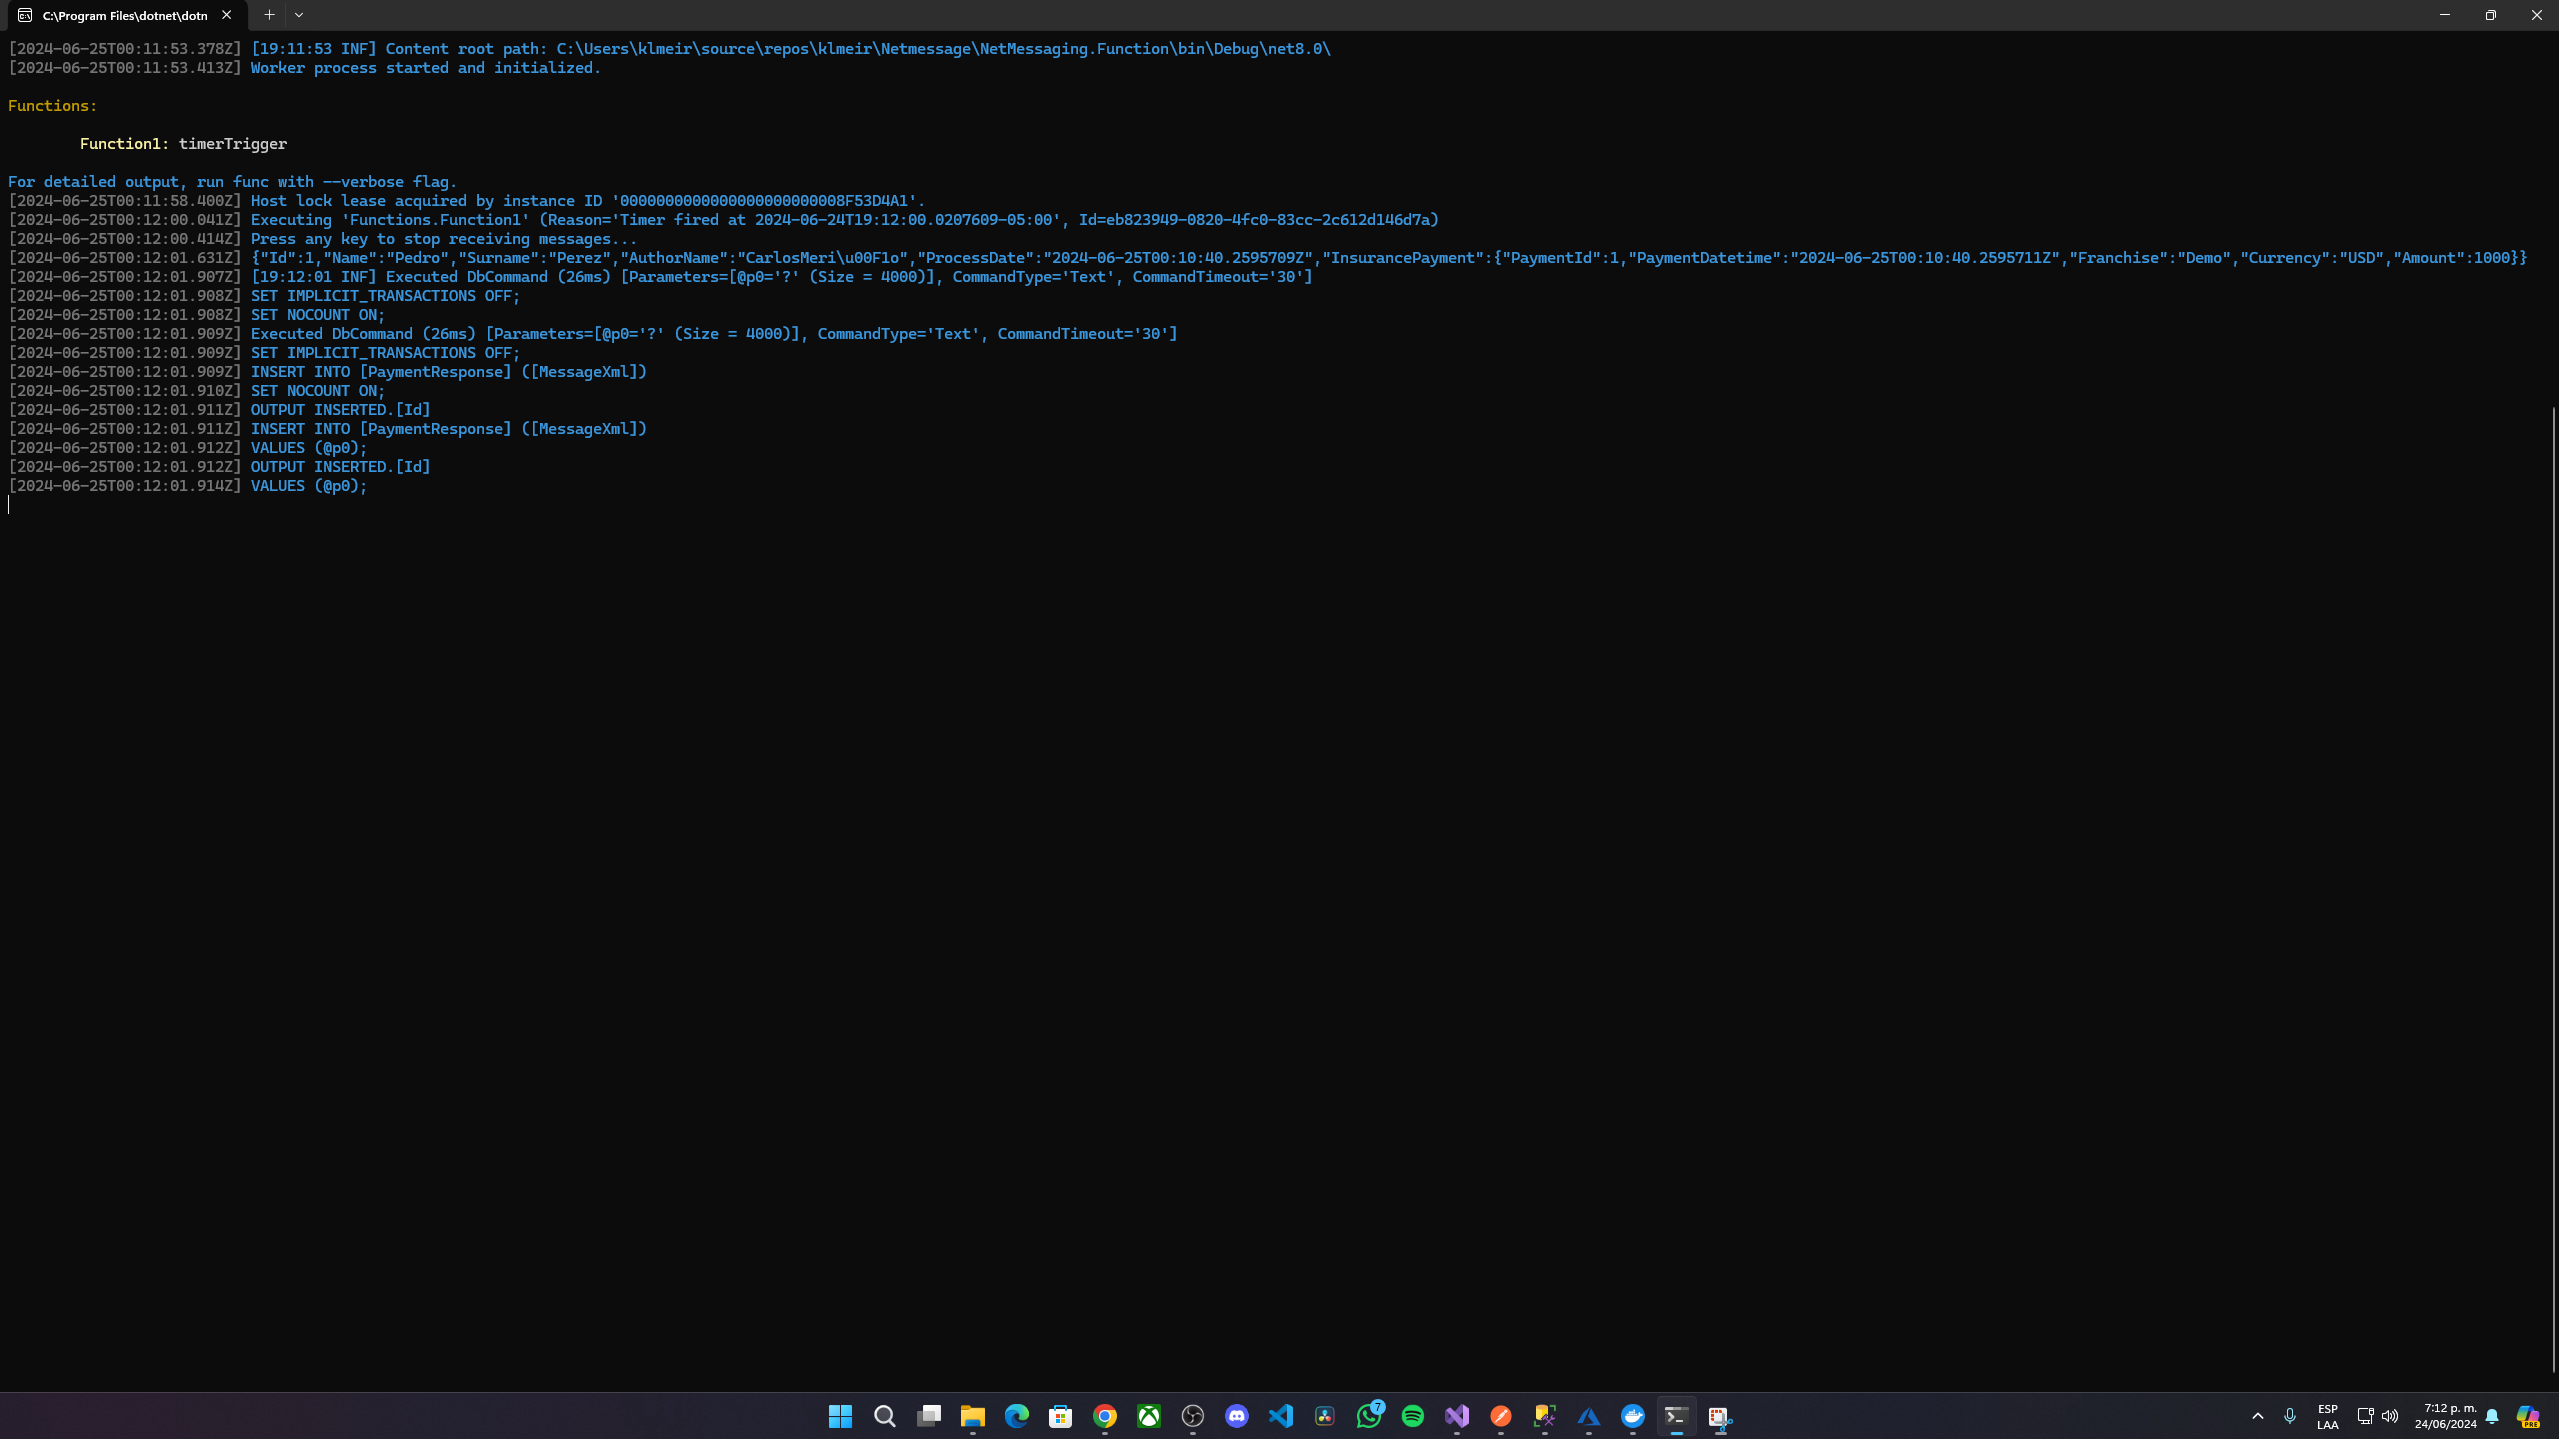 C:\Program Files\dotnet\dotn
[2024-06-25T00:11:53.378Z] [19:11:53 INF] Content root path: C:\Users\klmeir\source\repos\klmeir\Netmessage\NetMessaging.Function\bin\Debug\net8.0\
[2024-06-25T00:11:53.413Z] Worker process started and initialized.
Functions:
Function1: timerTrigger
For detailed output, run func with --verbose flag.
[2024-06-25T00:11:58.400Z] Host lock lease acquired by instance ID '0000000000000000000000008F53D4A1'.
[2024-06-25T00:12:00.041Z] Executing 'Functions.Function1' (Reason='Timer fired at 2024-06-24T19:12:00.0207609-05:00', Id=eb823949-0820-4fc0-83cc-2c612d146d7a)
[2024-06-25T00:12:00.414Z] Press any key to stop receiving messages...
[2024-06-25T00:12:01.631Z] {"Id":1,"Name":"Pedro","Surname":"Perez","AuthorName":"CarlosMeri\u00F1o","ProcessDate":"2024-06-25T00:10:40.2595709Z","InsurancePayment":{"PaymentId":1,"PaymentDatetime":"2024-06-25T00:10:40.2595711Z","Franchise":"Demo","Currency":"USD","Amount":1000}}
[2024-06-25T00:12:01.907Z] [19:12:01 INF] Executed DbCommand (26ms) [Parameters=[@p0='?' (Size = 4000)], CommandType='Text', CommandTimeout='30']
[2024-06-25T00:12:01.908Z] SET IMPLICIT_TRANSACTIONS OFF;
[2024-06-25T00:12:01.908Z] SET NOCOUNT ON;
[2024-06-25T00:12:01.909Z] Executed DbCommand (26ms) [Parameters=[@p0='?' (Size = 4000)], CommandType='Text', CommandTimeout='30']
[2024-06-25T00:12:01.909Z] SET IMPLICIT_TRANSACTIONS OFF;
[2024-06-25T00:12:01.909Z] INSERT INTO [PaymentResponse] ([MessageXml])
[2024-06-25T00:12:01.910Z] SET NOCOUNT ON;
[2024-06-25T00:12:01.911Z] OUTPUT INSERTED.[Id]
[2024-06-25T00:12:01.911Z] INSERT INTO [PaymentResponse] ([MessageXml])
[2024-06-25T00:12:01.912Z] VALUES (@p0);
[2024-06-25T00:12:01.912Z] OUTPUT INSERTED.[Id]
[2024-06-25T00:12:01.914Z] VALUES (@p0);
7
ESP
LAA
7:12 p. m.
24/06/2024
PRE